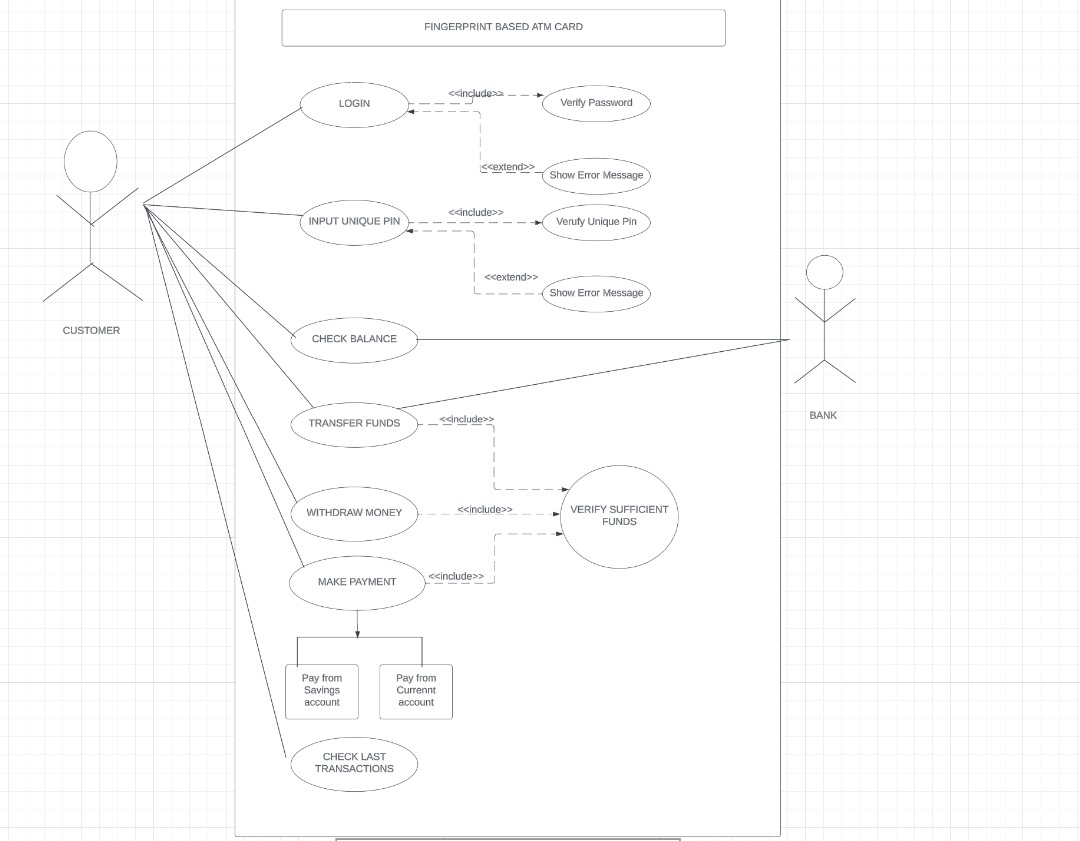 FINGERPRINT BASED ATM CARD
LOGIN
<<include>>
Verify Password
<<extend>>
Show Error Message
INPUT UNIQUE PIN
<<include>>
Verufy Unique Pin
<<extend>>
Show Error Message
CUSTOMER
CHECK BALANCE
BANK
TRANSFER FUNDS
<<include>>
WITHDRAW MONEY
<<include>>
VERIFY SUFFICIENT
FUNDS
MAKE PAYMENT
<<include>>
Pay from
Savings
account
Pay from
Currennt
account
CHECK LAST
TRANSACTIONS